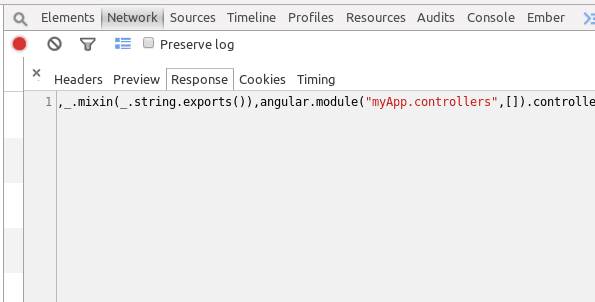 Elements Network Sources Timeline Profiles Resources Audits Console Ember
Preserve log
× Headers Preview Response Cookies Timing
1 ,_.mixin(_.string.exports()),angular.module("myApp.controllers",[]).controlle